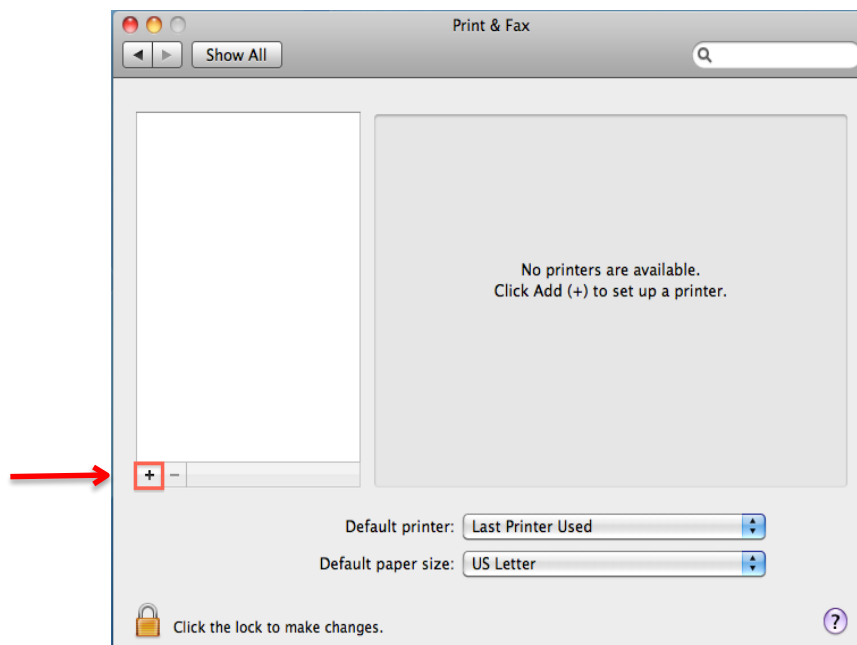 Print & Fax
Show All
No printers are available.
Click Add (+) to set up a printer.
+ −
Default printer: Last Printer Used
Default paper size: US Letter
Click the lock to make changes.
?